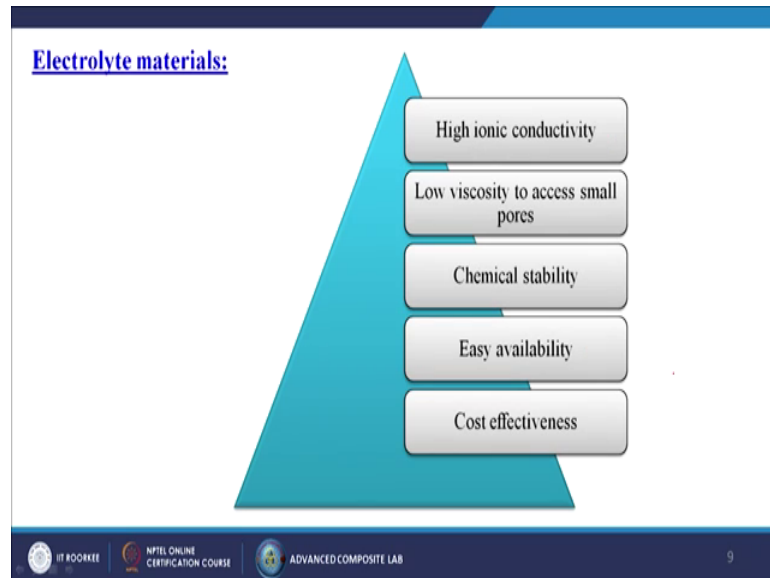 Electrolyte materials:
High ionic conductivity
Low viscosity to access small
pores
Chemical stability
Easy availability
Cost effectiveness
IIT ROORKEE
NPTEL ONLINE
CERTIFICATION COURSE
ADVANCED COMPOSITE LAB
9